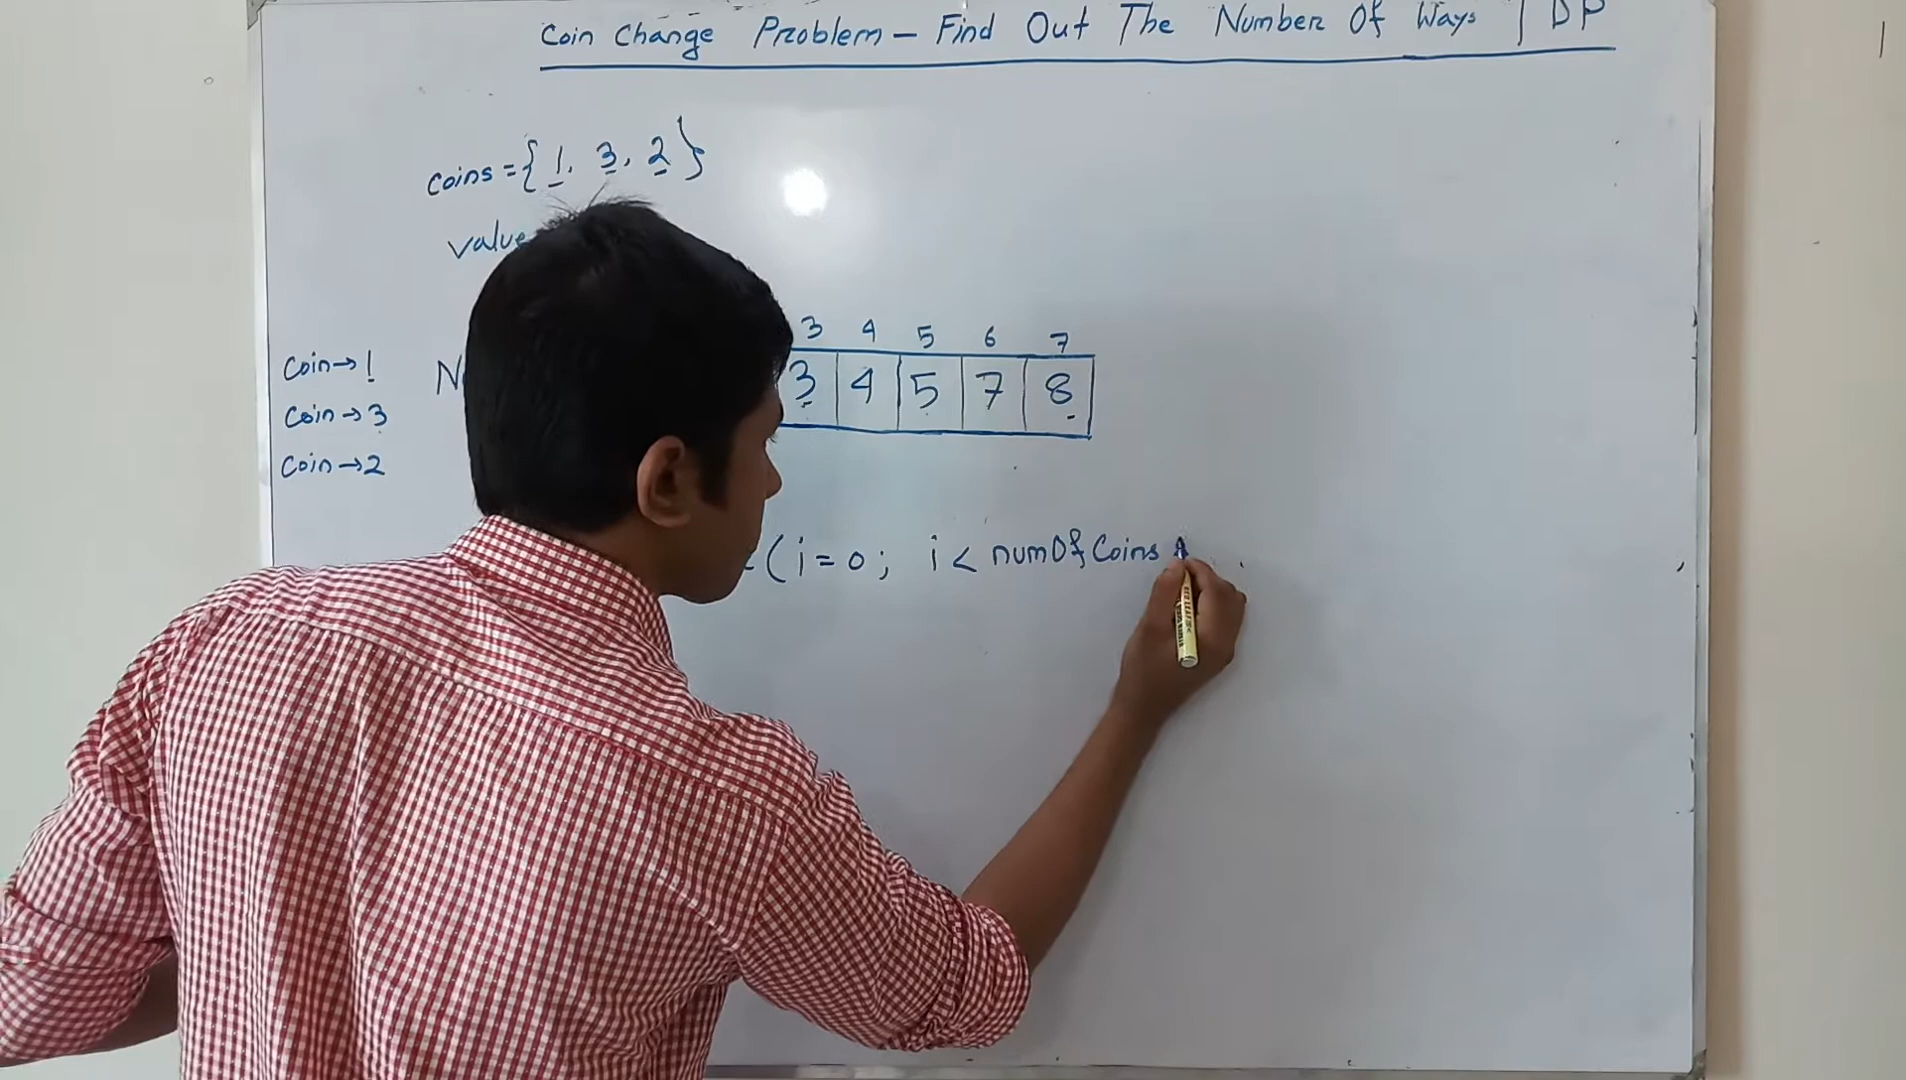 Coin Change Problem - Find Out The Number Of Ways | DP
coins = { 1, 3, 2 }
value
3 4 5 6 7
Coin → 1
N
3 4 5 7 8
Coin → 3
Coin → 2
( i = 0 ; i < numOfCoins